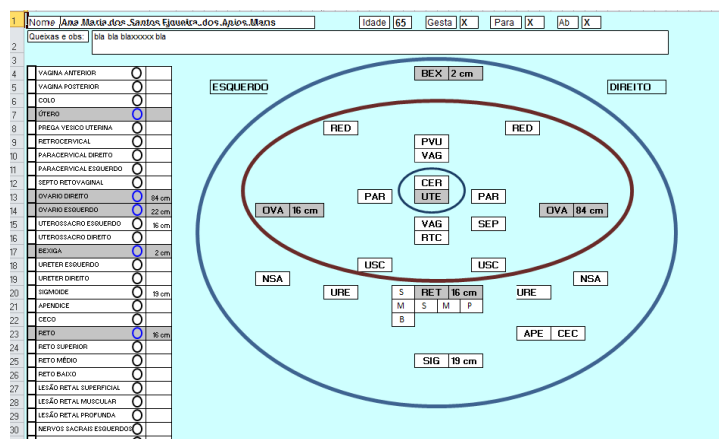 1 Nome Ana Maria dos Santos Figueira dos Anjos Maris Idade 65 Gesta X Para X Ab X
2 Queixas e obs: bla bla blaxxxxx bla
3
4 VAGINA ANTERIOR
5 VAGINA POSTERIOR
6 COLO
7 ÚTERO
8 PREGA VESICO UTERINA
9 RETROCERVICAL
10 PARACERVICAL DIREITO
11 PARACERVICAL ESQUERDO
12 SEPTO RETOVAGINAL
13 OVARIO DIREITO 84 cm
14 OVARIO ESQUERDO 22 cm
15 UTEROSSACRO ESQUERDO 16 cm
16 UTEROSSACRO DIREITO
17 BEXIGA 2 cm
18 URETER ESQUERDO
19 URETER DIREITO
20 SIGMOIDE 19 cm
21 APENDICE
22 CECO
23 RETO 16 cm
24 RETO SUPERIOR
25 RETO MÉDIO
26 RETO BAIXO
27 LESÃO RETAL SUPERFICIAL
28 LESÃO RETAL MUSCULAR
29 LESÃO RETAL PROFUNDA
30 NERVOS SACRAIS ESQUERDOS
BEX 2 cm
ESQUERDO DIREITO
RED RED
PVU
VAG
CER
PAR UTE PAR
OVA 16 cm OVA 84 cm
VAG SEP
RTC
USC USC
NSA NSA
URE S RET 16 cm URE
M S M P
B
APE CEC
SIG 19 cm